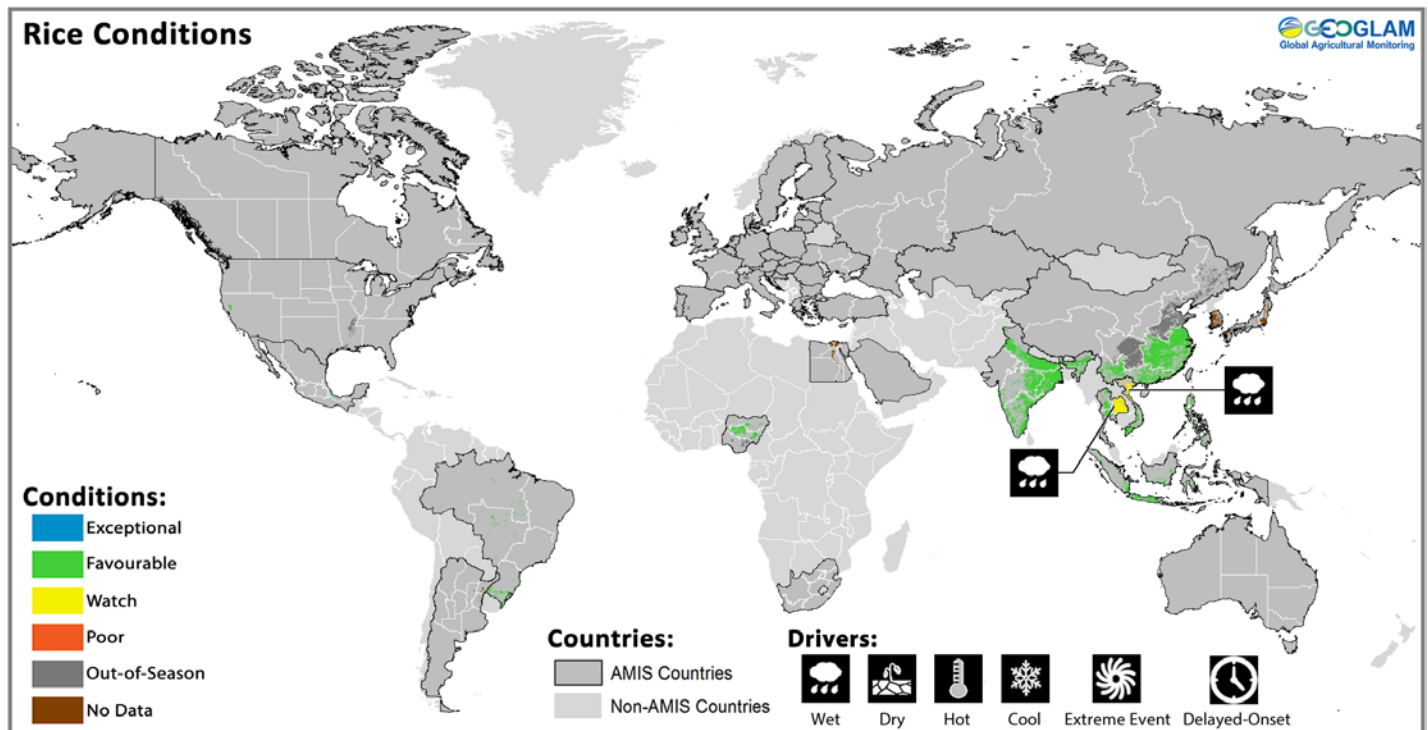 Rice Conditions
GEOGLAM
Global Agricultural Monitoring
Conditions:
Exceptional
Favourable
Watch
Poor
Out-of-Season
No Data
Countries:
AMIS Countries
Non-AMIS Countries
Drivers:
Wet
Dry
Hot
Cool
Extreme Event
Delayed-Onset